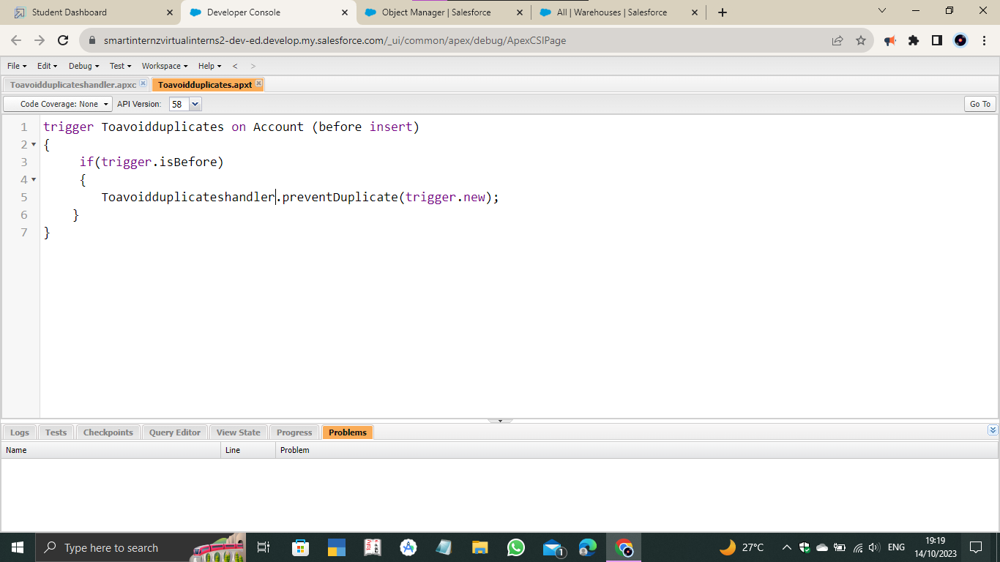 Student Dashboard
Developer Console
Object Manager | Salesforce
All | Warehouses | Salesforce
smartinternzvirtualinterns2-dev-ed.develop.my.salesforce.com/_ui/common/apex/debug/ApexCSIPage
File Edit Debug Test Workspace Help < >
Toavoidduplicateshandler.apxc Toavoidduplicates.apxt
Code Coverage: None API Version: 58 Go To
1 trigger Toavoidduplicates on Account (before insert)
2 {
3 if(trigger.isBefore)
4 {
5 Toavoidduplicateshandler.preventDuplicate(trigger.new);
6 }
7 }
Logs Tests Checkpoints Query Editor View State Progress Problems
Name Line Problem
Type here to search
27°C
1
ENG
19:19
14/10/2023